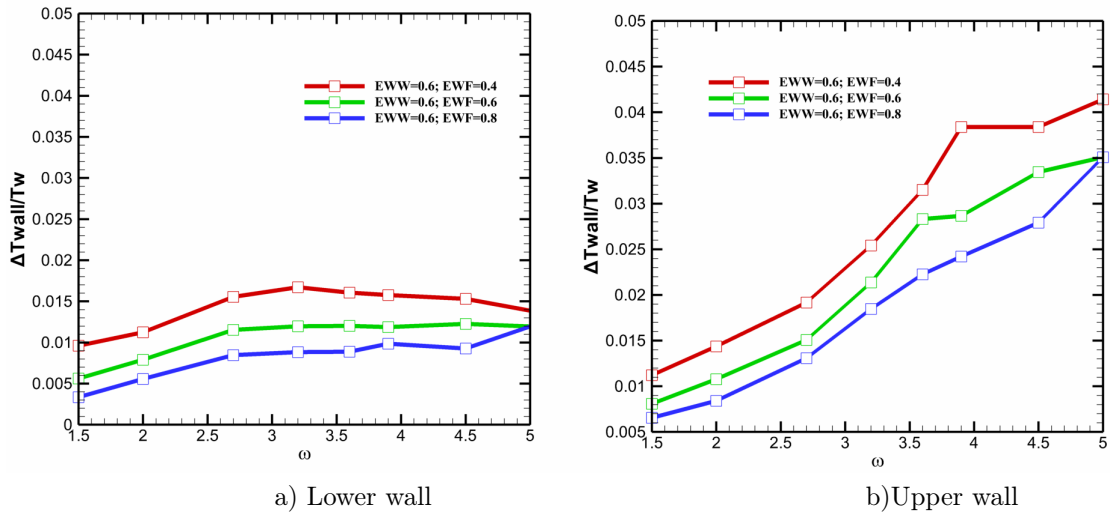 0.05
0.045
0.04
0.035
0.03
0.025
0.02
0.015
0.01
0.005
0
ΔTwall/Tw
EWW=0.6; EWF=0.4
EWW=0.6; EWF=0.6
EWW=0.6; EWF=0.8
1.5 2 2.5 3 3.5 4 4.5 5
ω
a) Lower wall
0.05
0.045
0.04
0.035
0.03
0.025
0.02
0.015
0.01
0.005
ΔTwall/Tw
EWW=0.6; EWF=0.4
EWW=0.6; EWF=0.6
EWW=0.6; EWF=0.8
1.5 2 2.5 3 3.5 4 4.5 5
ω
b)Upper wall